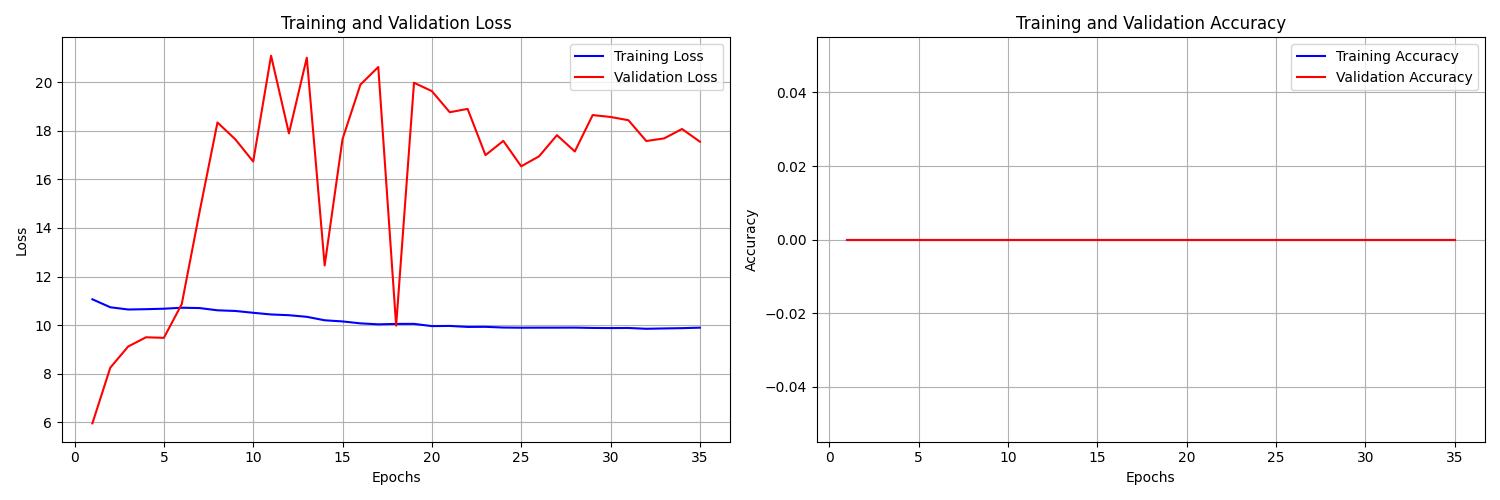 Training and Validation Loss
Training Loss
Validation Loss
20
18
16
14
12
10
8
6
Loss
0 5 10 15 20 25 30 35
Epochs
Training and Validation Accuracy
Training Accuracy
Validation Accuracy
0.04
0.02
0.00
−0.02
−0.04
Accuracy
0 5 10 15 20 25 30 35
Epochs